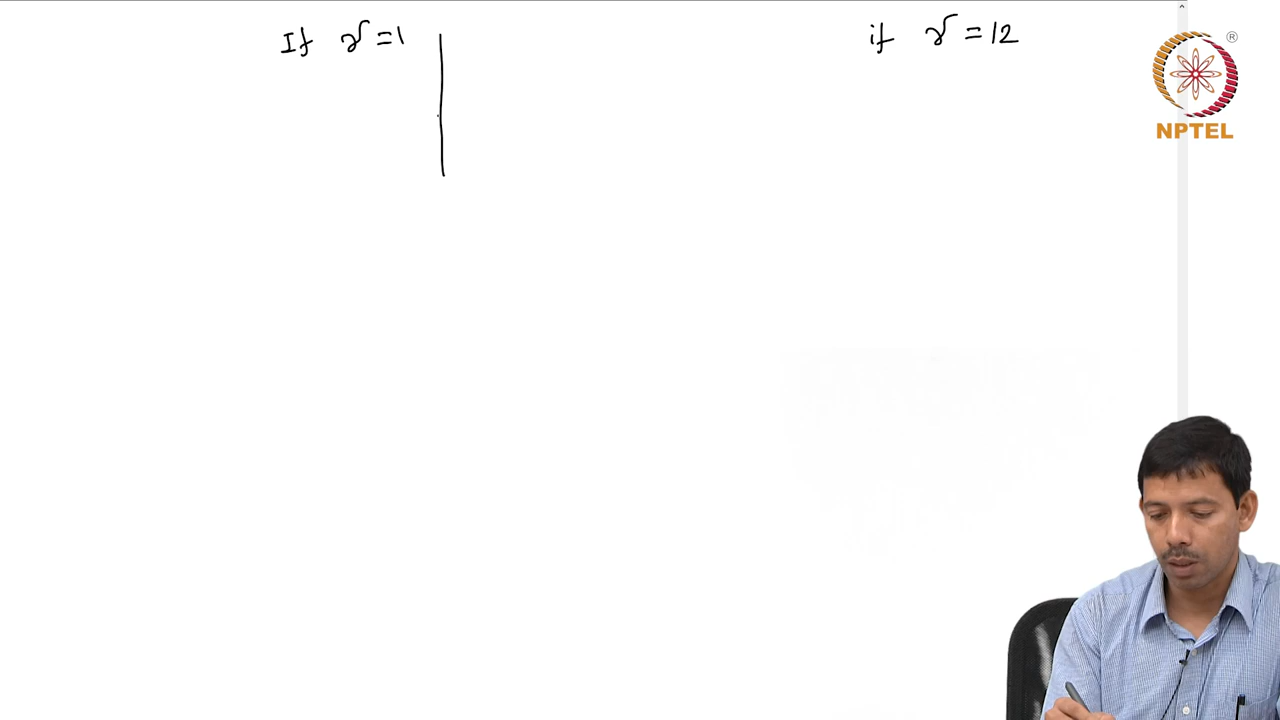 If r = 1
if r = 12
®
NPTEL